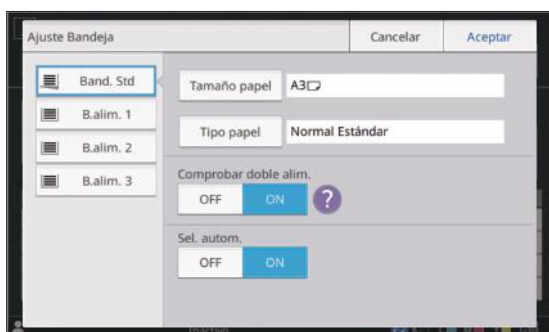 Ajuste Bandeja
Cancelar
Aceptar
Band. Std
B.alim. 1
B.alim. 2
B.alim. 3
Tamaño papel A3
Tipo papel Normal Estándar
Comprobar doble alim.
OFF ON ?
Sel. autom.
OFF ON
Inactivo